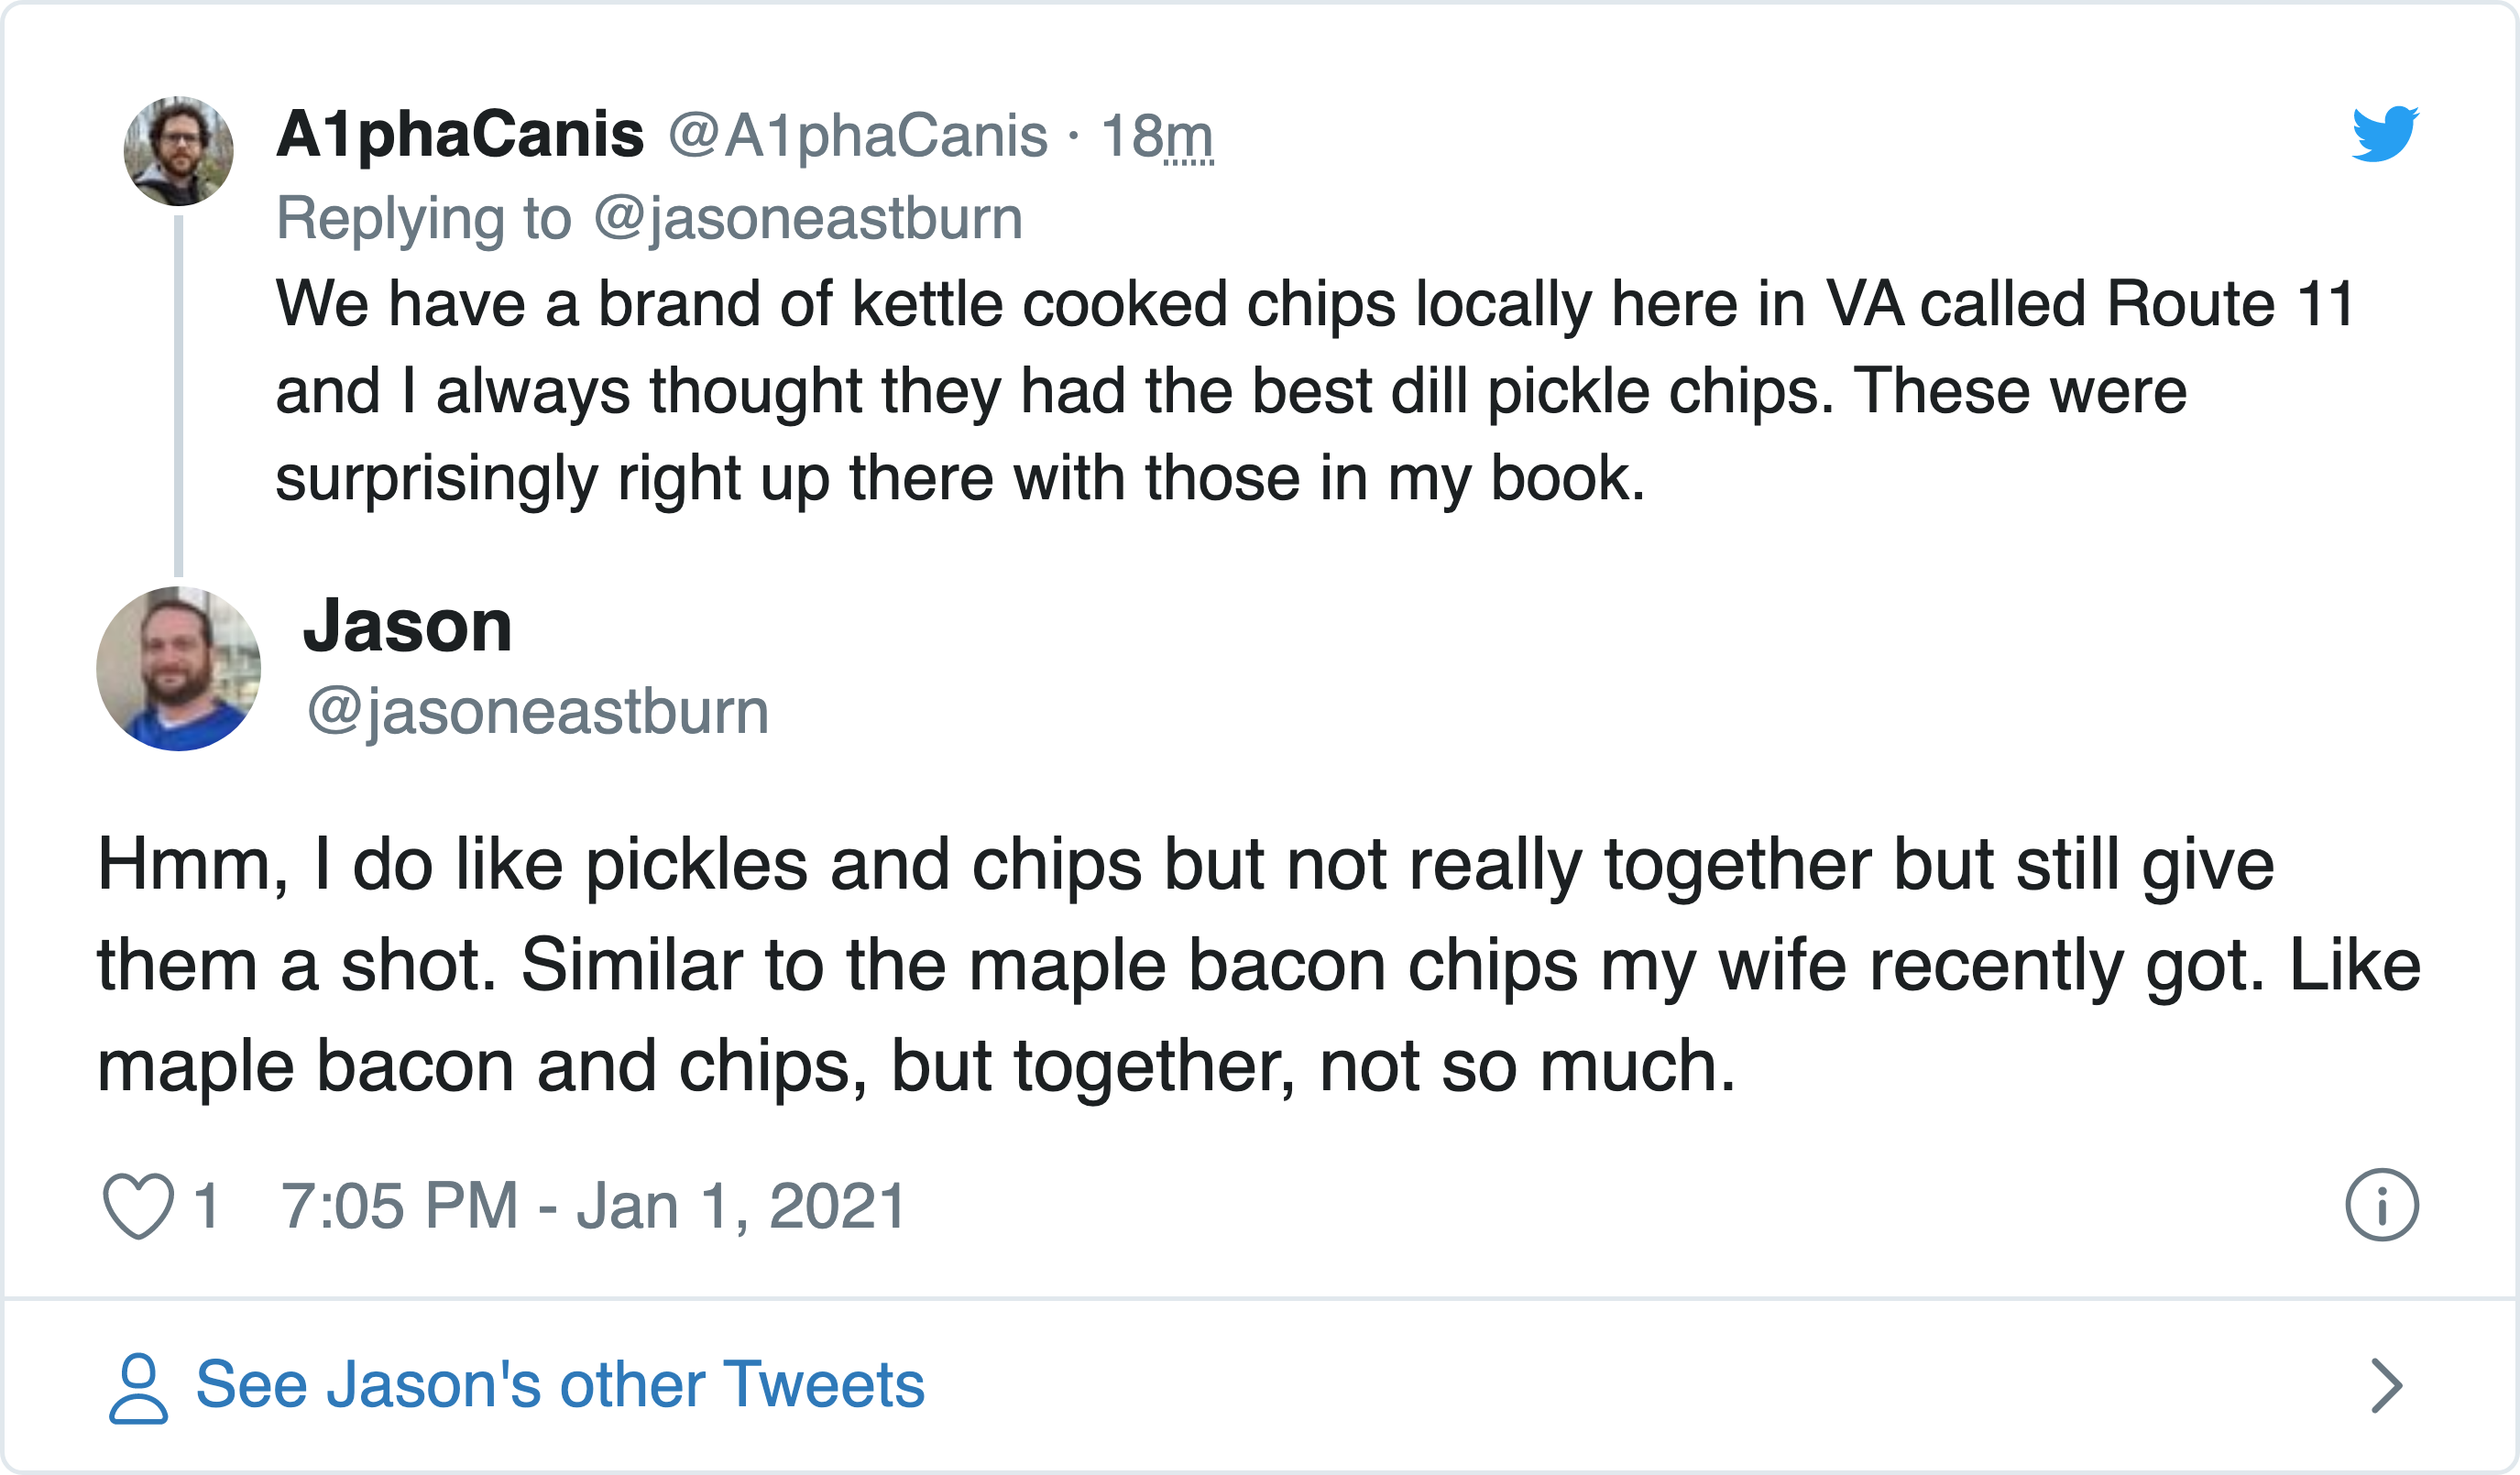 A1phaCanis @A1phaCanis · 18m
Replying to @jasoneastburn
We have a brand of kettle cooked chips locally here in VA called Route 11
and I always thought they had the best dill pickle chips. These were
surprisingly right up there with those in my book.
Jason
@jasoneastburn
Hmm, I do like pickles and chips but not really together but still give
them a shot. Similar to the maple bacon chips my wife recently got. Like
maple bacon and chips, but together, not so much.
1 7:05 PM - Jan 1, 2021
See Jason's other Tweets